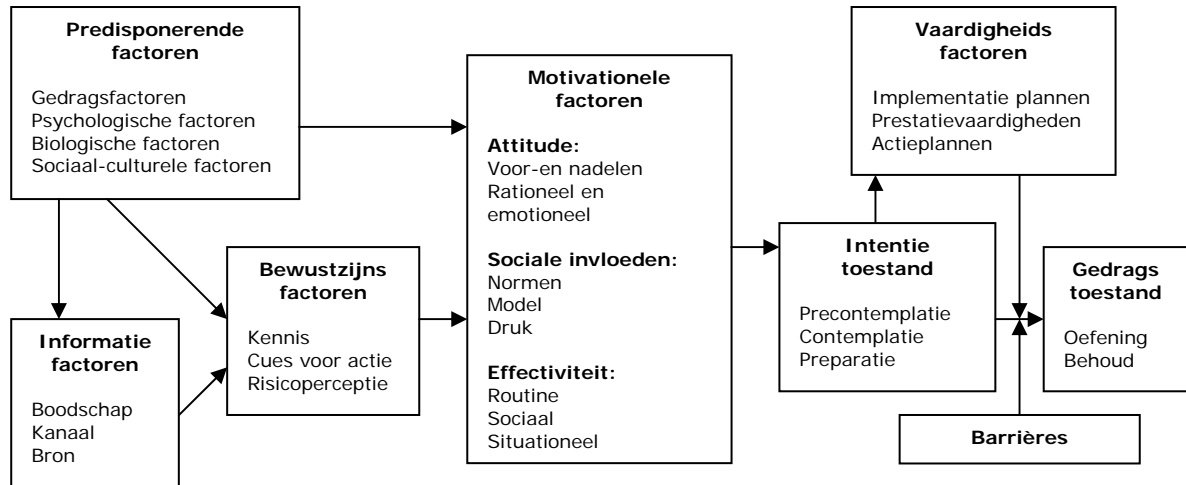 Predisponerende
factoren
Gedragsfactoren
Psychologische factoren
Biologische factoren
Sociaal-culturele factoren
Informatie
factoren
Boodschap
Kanaal
Bron
Bewustzijns
factoren
Kennis
Cues voor actie
Risicoperceptie
Motivationele
factoren
Attitude:
Voor-en nadelen
Rationeel en
emotioneel
Sociale invloeden:
Normen
Model
Druk
Effectiviteit:
Routine
Sociaal
Situationeel
Intentie
toestand
Precontemplatie
Contemplatie
Preparatie
Vaardigheids
factoren
Implementatie plannen
Prestatievaardigheden
Actieplannen
Gedrags
toestand
Oefening
Behoud
Barrières